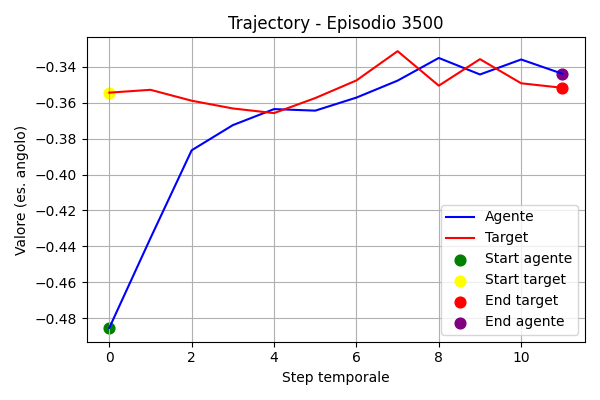 Trajectory - Episodio 3500
Valore (es. angolo)
−0.34
−0.36
−0.38
−0.40
−0.42
−0.44
−0.46
−0.48
Agente
Target
Start agente
Start target
End target
End agente
0 2 4 6 8 10
Step temporale